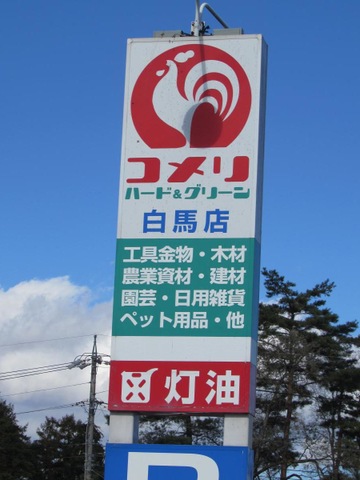 コメリ
ハード&グリーン
白馬店
工具金物・木材
農業資材・建材
園芸・日用雑貨
ペット用品・他
灯油
P